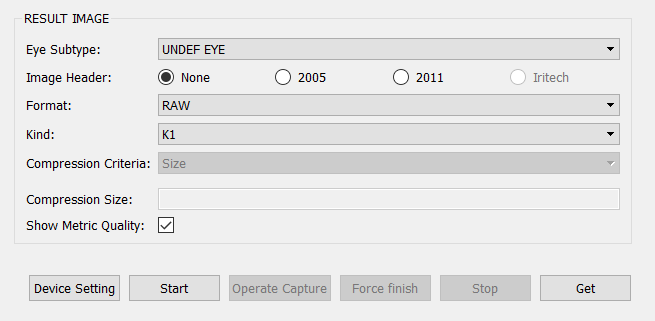 RESULT IMAGE
Eye Subtype: UNDEF EYE
Image Header: None 2005 2011 Iritech
Format: RAW
Kind: K1
Compression Criteria: Size
Compression Size:
Show Metric Quality:
Device Setting Start Operate Capture Force finish Stop Get